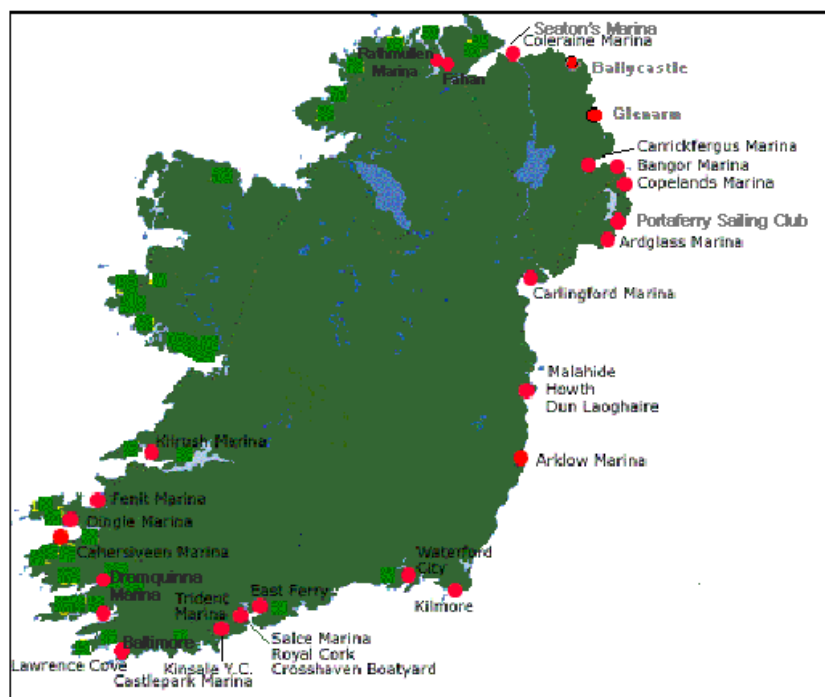 Seaton's Marina
Coleraine Marina
Rathmullen
Marina
Fahan
Ballycastle
Glenarm
Carrickfergus Marina
Bangor Marina
Copelands Marina
Portaferry Sailing Club
Ardglass Marina
Carlingford Marina
Malahide
Howth
Dun Laoghaire
Kilrush Marina
Arklow Marina
Fenit Marina
Dingle Marina
Cahersiveen Marina
Waterford
City
Dromquinna
Marina
East Ferry
Trident
Marina
Kilmore
Baltimore
Salce Marina
Royal Cork
Crosshaven Boatyard
Lawrence Cove
Kinsale Y.C.
Castlepark Marina